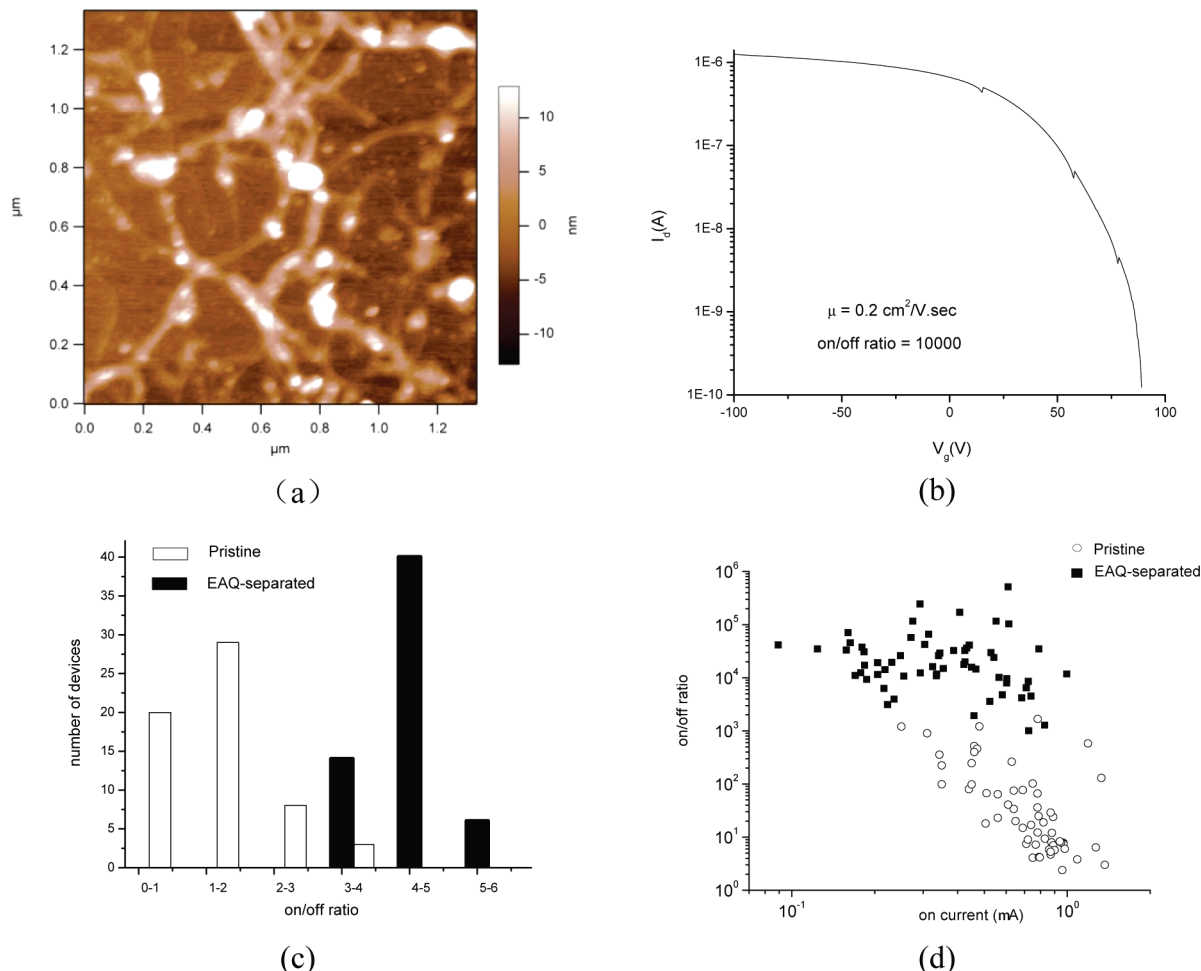 1.2
1.0
0.8
0.6
0.4
0.2
0.0
μm
0.0 0.2 0.4 0.6 0.8 1.0 1.2
μm
10
5
0
-5
-10
nm
(a)
1E-6
1E-7
1E-8
1E-9
1E-10
I_d(A)
μ = 0.2 cm²/V.sec
on/off ratio = 10000
-100 -50 0 50 100
V_g(V)
(b)
Pristine
EAQ-separated
40
35
30
25
20
15
10
5
0
number of devices
0-1 1-2 2-3 3-4 4-5 5-6
on/off ratio
(c)
Pristine
EAQ-separated
10⁶
10⁵
10⁴
10³
10²
10¹
10⁰
on/off ratio
10⁻¹ 10⁰
on current (mA)
(d)